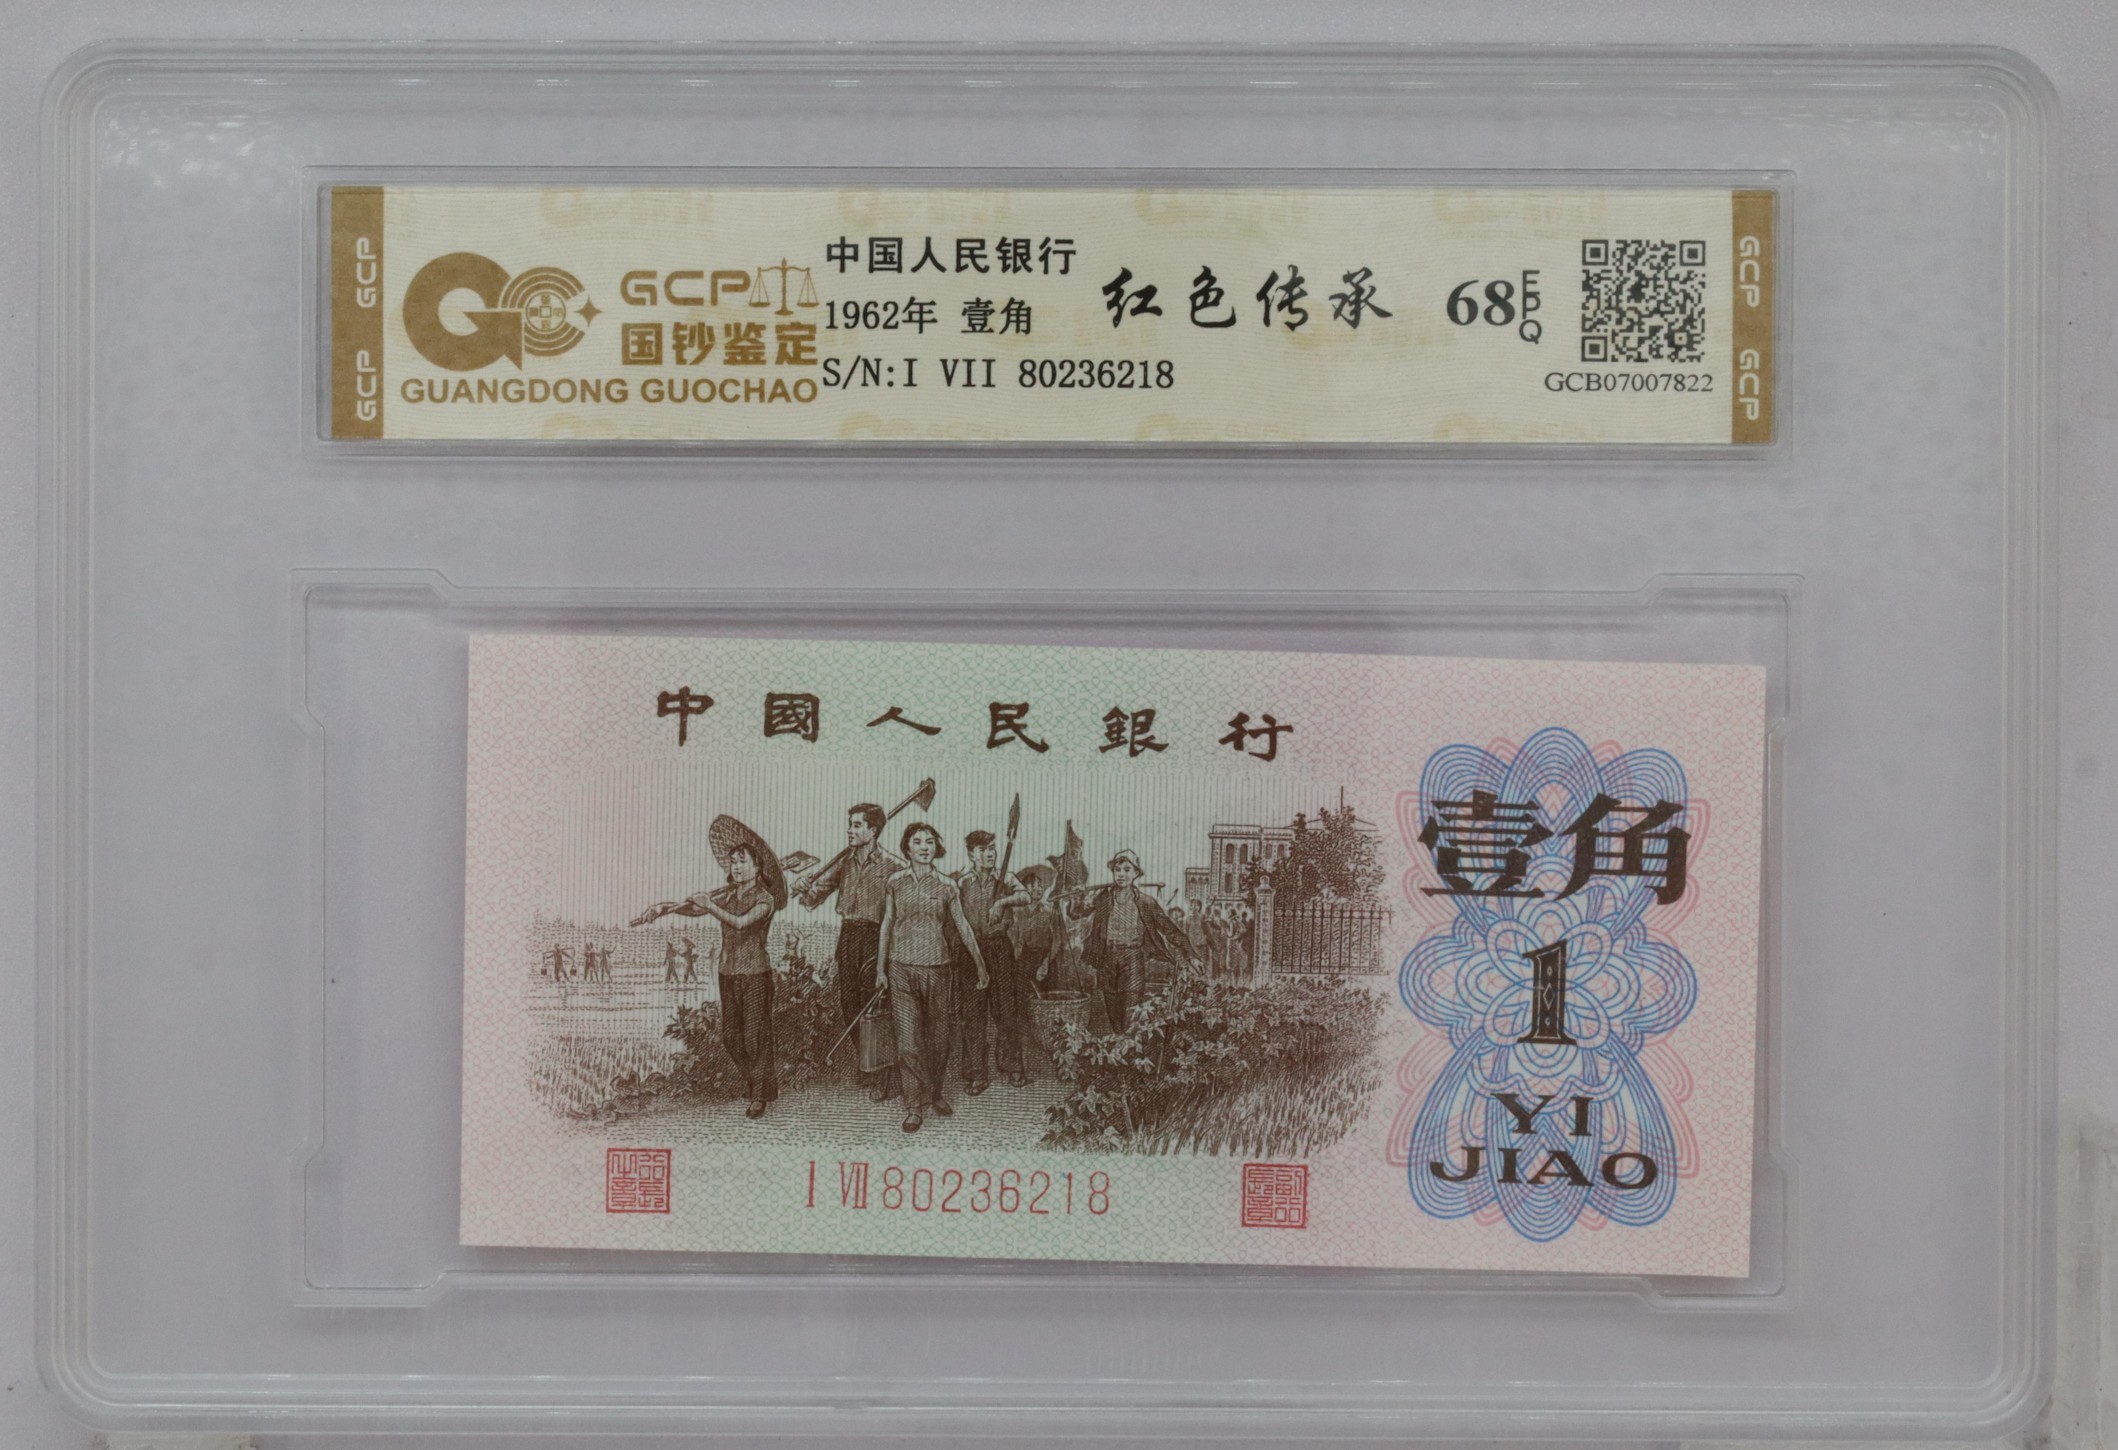 GCP GCP
GCP
国钞鉴定
GUANGDONG GUOCHAO
中国人民银行
1962年 壹角
S/N:I VII 80236218
红色传承
68 EPQ
GCB07007822
GCP GCP
中國人民銀行
壹角
1
YI
JIAO
I VII 80236218